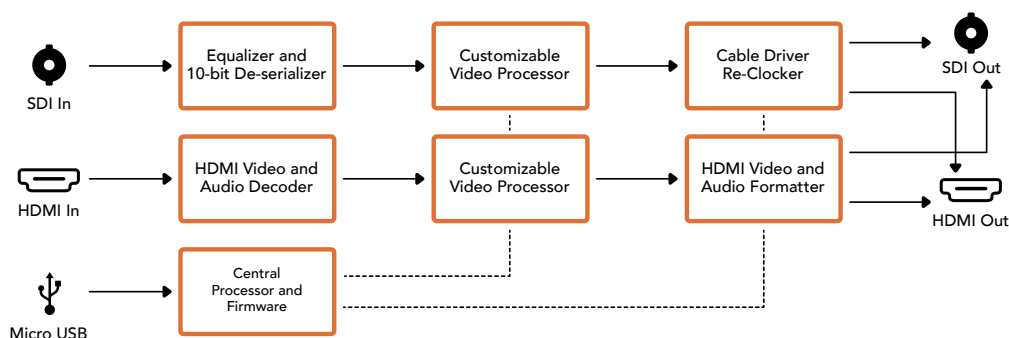 SDI In
Equalizer and
10-bit De-serializer
Customizable
Video Processor
Cable Driver
Re-Clocker
SDI Out
HDMI In
HDMI Video and
Audio Decoder
Customizable
Video Processor
HDMI Video and
Audio Formatter
HDMI Out
Micro USB
Central
Processor and
Firmware